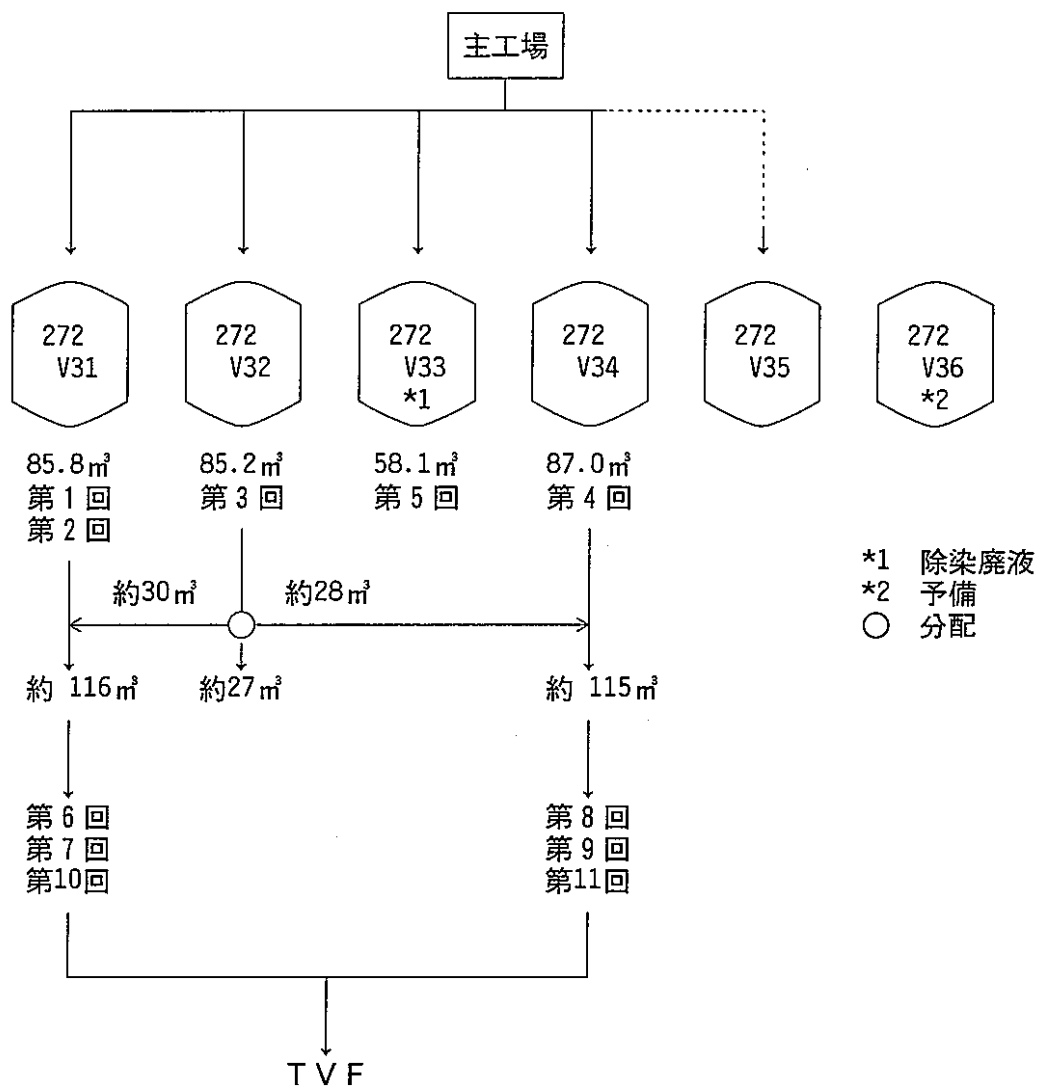 主工場
272
V31
272
V32
272
V33
*1
272
V34
272
V35
272
V36
*2
85.8㎥
第1回
第2回
85.2㎥
第3回
58.1㎥
第5回
87.0㎥
第4回
*1 除染廃液
*2 予備
○ 分配
約30㎥
約28㎥
約 116㎥
約27㎥
約 115㎥
第6回
第7回
第10回
第8回
第9回
第11回
TVF